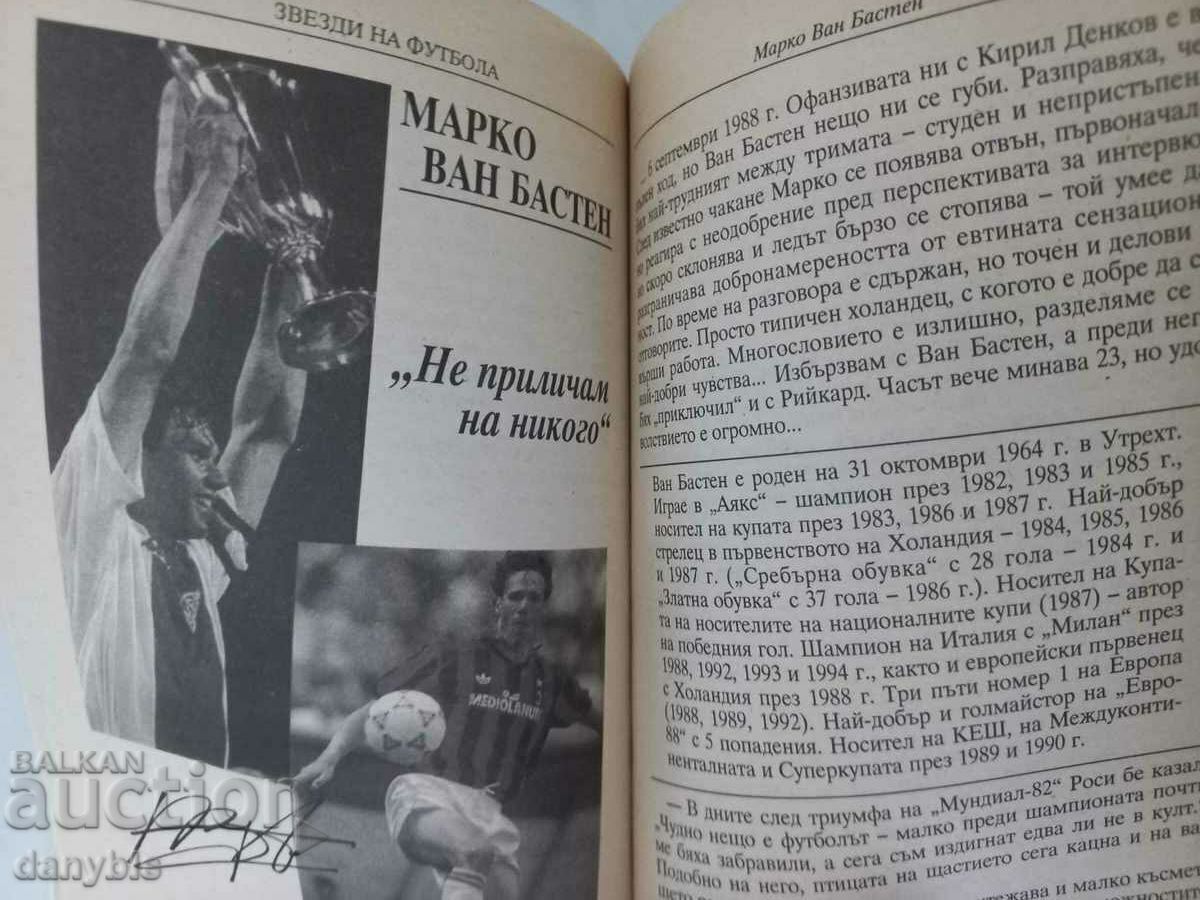 ЗВЕЗДИ НА ФУТБОЛА
МАРКО
ВАН БАСТЕН
„Не приличам
на никого“
MEDIOLANUM
BALKAN
auction
danyble
Марко Ван Бастен
... 6 септември 1988 г. Офанзивата ни с Кирил Денков е в
ход, но Ван Бастен нещо ни се губи. Разправяха, че
бил най-трудният между тримата – студен и непристъпен.
След известно чакане Марко се появява отвън, първоначал-
но реагира с неодобрение пред перспективата за интервю,
но скоро склонява и ледът бързо се стопява – той умее да
разграничава добронамереността от евтината сензацион-
ност. По време на разговора е сдържан, но точен и делови в
отговорите. Просто типичен холандец, с когото е добре да се
върши работа. Многословието е излишно, разделяме се с
най-добри чувства... Избързвам с Ван Бастен, а преди него
бях „приключил“ и с Рийкард. Часът вече минава 23, но удо-
волствието е огромно...
Ван Бастен е роден на 31 октомври 1964 г. в Утрехт.
Играе в „Аякс“ – шампион през 1982, 1983 и 1985 г.,
носител на купата през 1983, 1986 и 1987 г. Най-добър
стрелец в първенството на Холандия - 1984, 1985, 1986
и 1987 г. („Сребърна обувка“ с 28 гола – 1984 г. и
„Златна обувка“ с 37 гола – 1986 г.). Носител на Купа-
та на носителите на националните купи (1987) – автор
на победния гол. Шампион на Италия с „Милан“ през
1988, 1992, 1993 и 1994 г., както и европейски първенец
с Холандия през 1988 г. Три пъти номер 1 на Европа
(1988, 1989, 1992). Най-добър и голмайстор на „Евро-
88“ с 5 попадения. Носител на КЕШ, на Междуконти-
ненталната и Суперкупата през 1989 и 1990 г.
— В дните след триумфа на „Мундиал-82“ Роси бе казал:
„Чудно нещо е футболът – малко преди шампионата почти
ме бяха забравили, а сега съм издигнат едва ли не в култ.
Подобно на него, птицата на щастието сега кацна и на ва-
и малко късмет